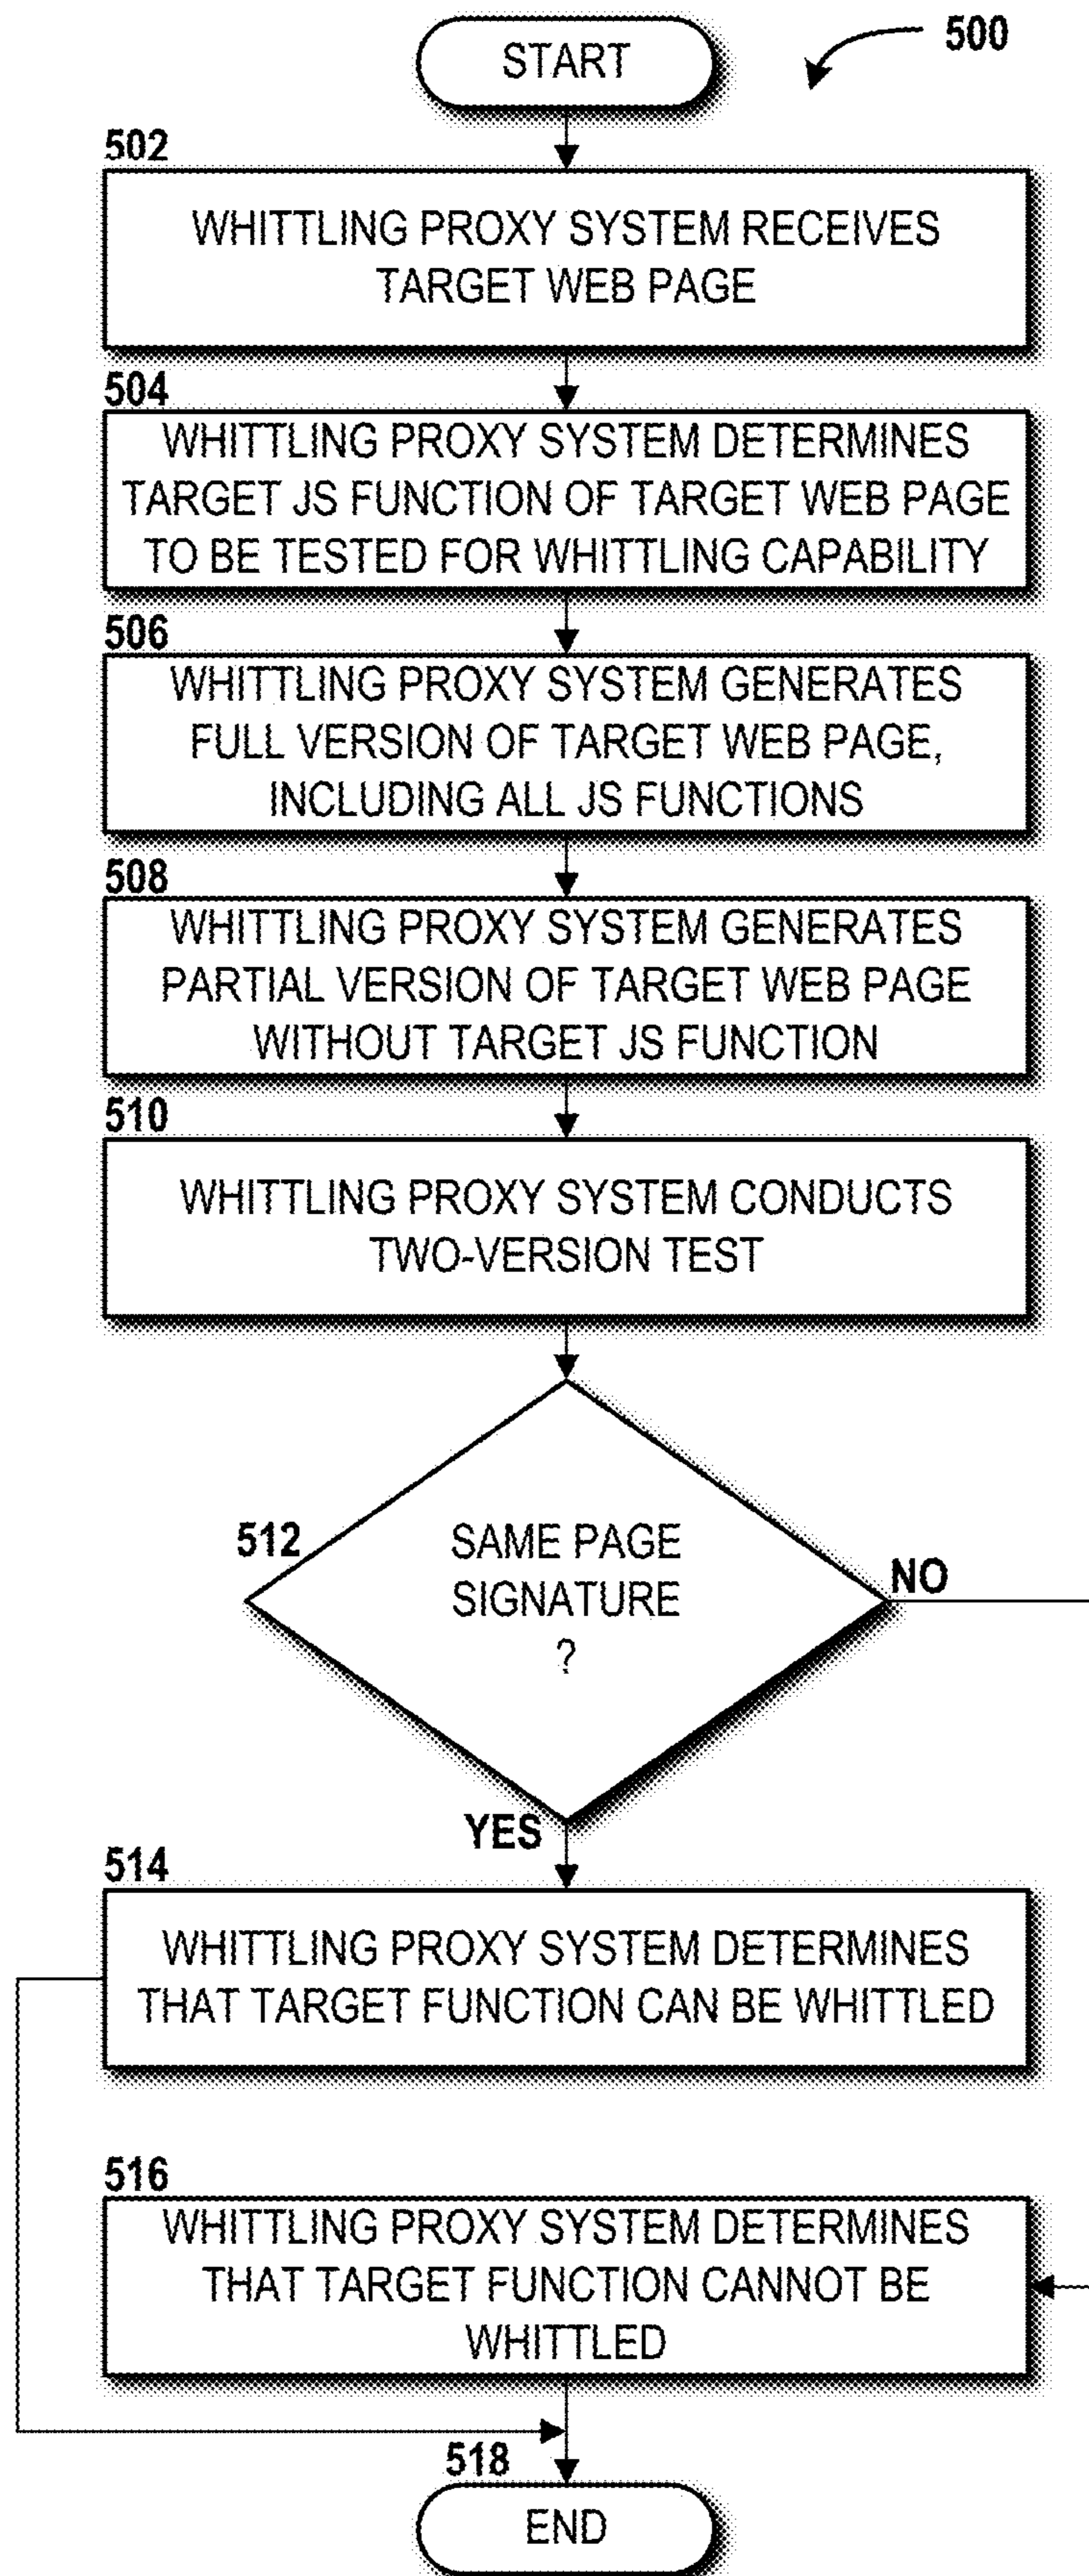 START
500
502
WHITTLING PROXY SYSTEM RECEIVES
TARGET WEB PAGE
504
WHITTLING PROXY SYSTEM DETERMINES
TARGET JS FUNCTION OF TARGET WEB PAGE
TO BE TESTED FOR WHITTLING CAPABILITY
506
WHITTLING PROXY SYSTEM GENERATES
FULL VERSION OF TARGET WEB PAGE,
INCLUDING ALL JS FUNCTIONS
508
WHITTLING PROXY SYSTEM GENERATES
PARTIAL VERSION OF TARGET WEB PAGE
WITHOUT TARGET JS FUNCTION
510
WHITTLING PROXY SYSTEM CONDUCTS
TWO-VERSION TEST
512
SAME PAGE
SIGNATURE
?
NO
YES
514
WHITTLING PROXY SYSTEM DETERMINES
THAT TARGET FUNCTION CAN BE WHITTLED
516
WHITTLING PROXY SYSTEM DETERMINES
THAT TARGET FUNCTION CANNOT BE
WHITTLED
518
END